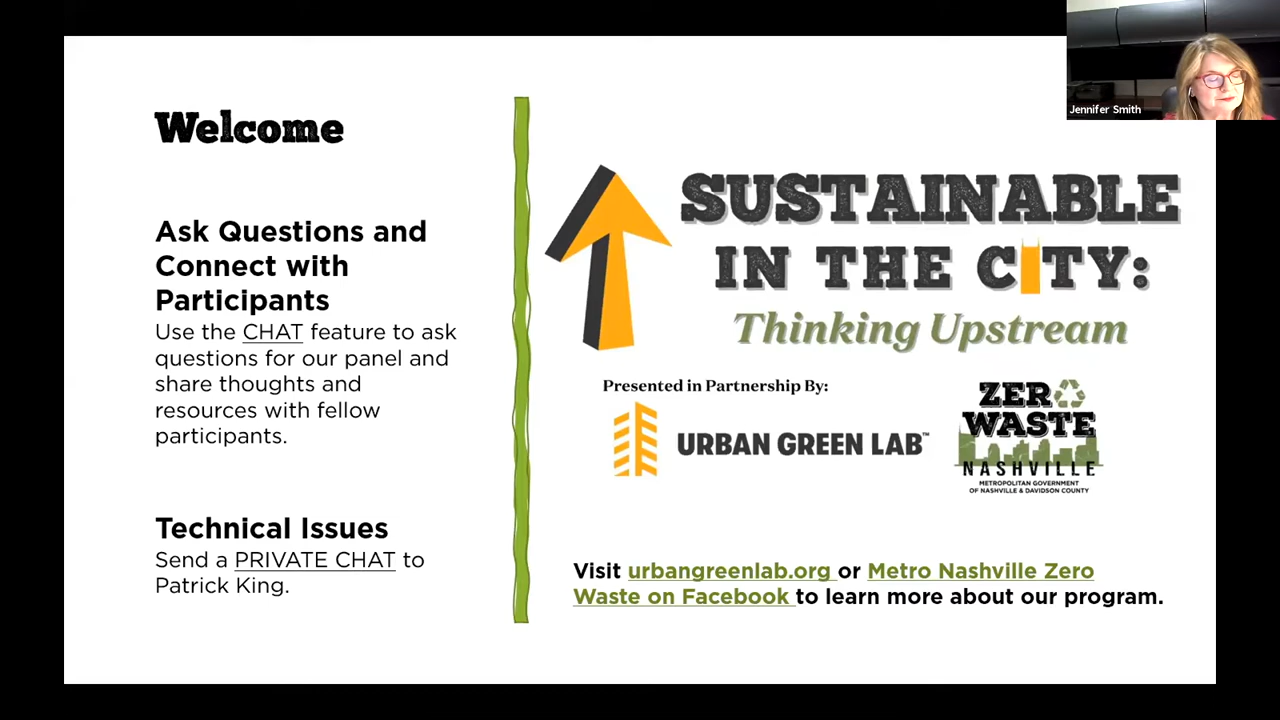 Jennifer Smith
Welcome
Ask Questions and
Connect with
Participants
Use the CHAT feature to ask
questions for our panel and
share thoughts and
resources with fellow
participants.
Technical Issues
Send a PRIVATE CHAT to
Patrick King.
SUSTAINABLE
IN THE CITY:
Thinking Upstream
Presented in Partnership By:
URBAN GREEN LAB™
ZERO
WASTE
NASHVILLE
METROPOLITAN GOVERNMENT
OF NASHVILLE & DAVIDSON COUNTY
Visit urbangreenlab.org or Metro Nashville Zero
Waste on Facebook to learn more about our program.